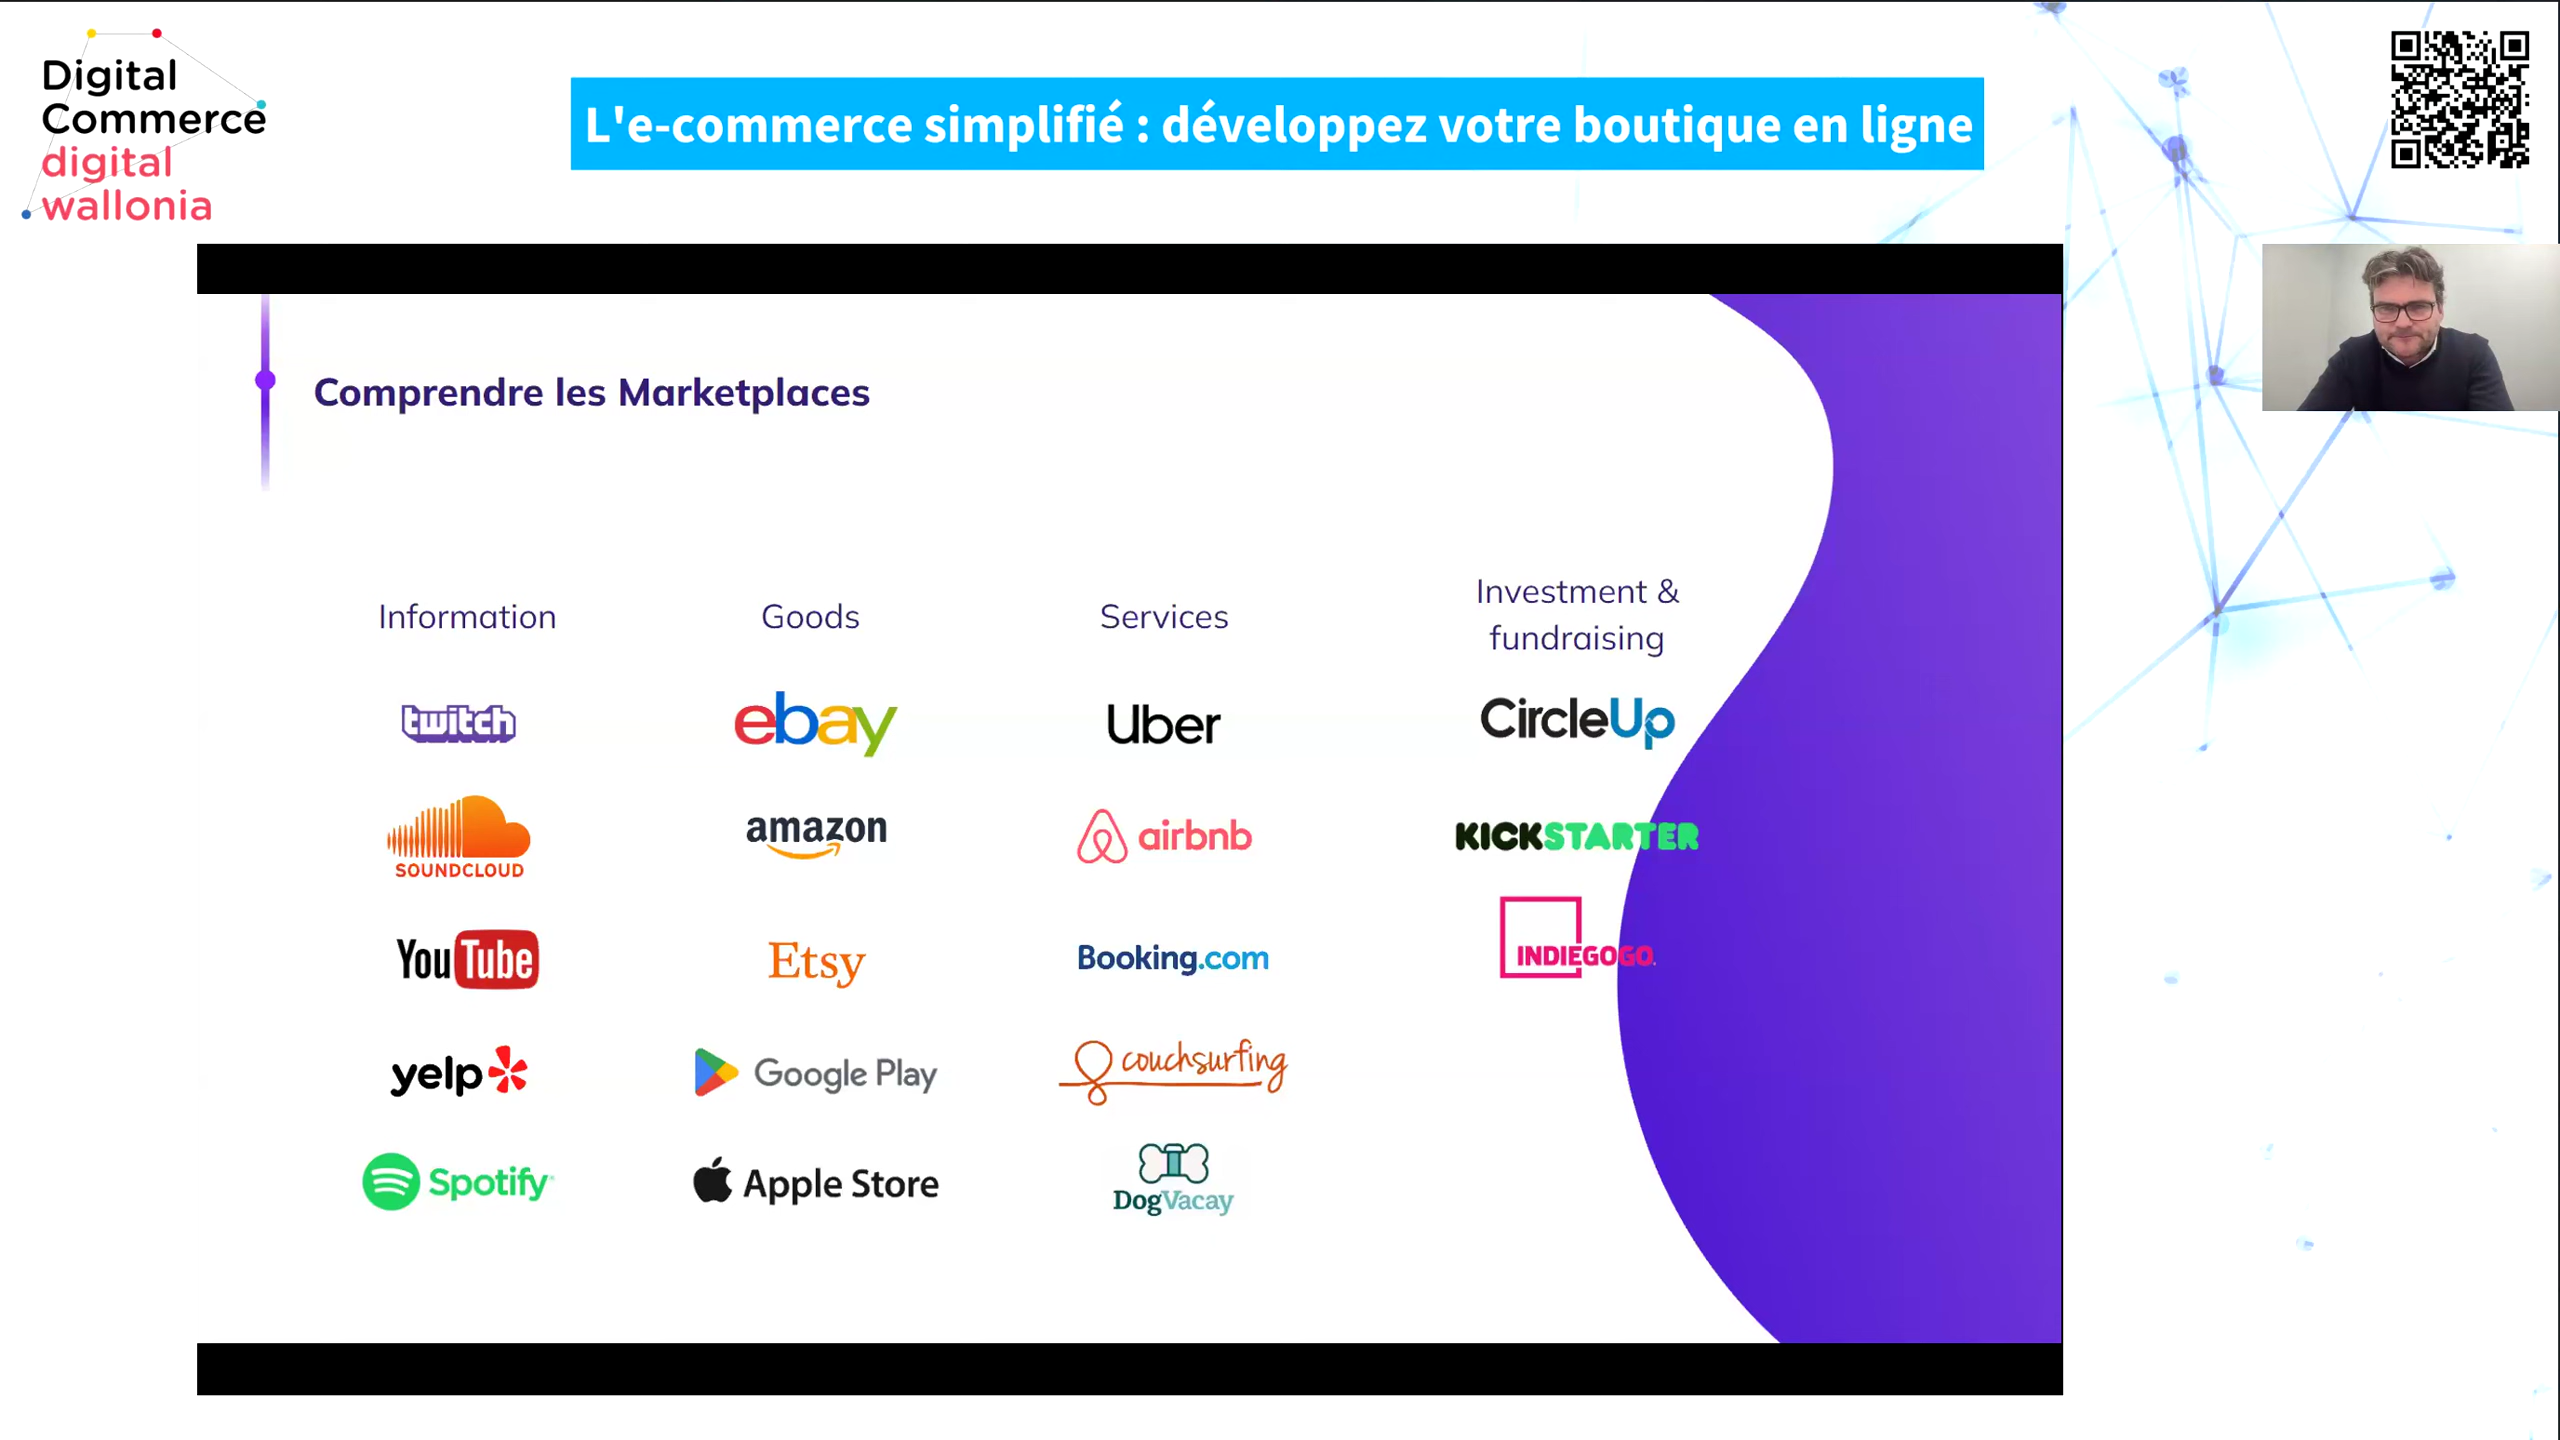 Digital
Commerce
digital
wallonia
L'e-commerce simplifié : développez votre boutique en ligne
Comprendre les Marketplaces
Information
twitch
SOUNDCLOUD
YouTube
yelp
Spotify
Goods
ebay
amazon
Etsy
Google Play
Apple Store
Services
Uber
airbnb
Booking.com
couchsurfing
DogVacay
Investment &
fundraising
CircleUp
KICKSTARTER
INDIEGOGO